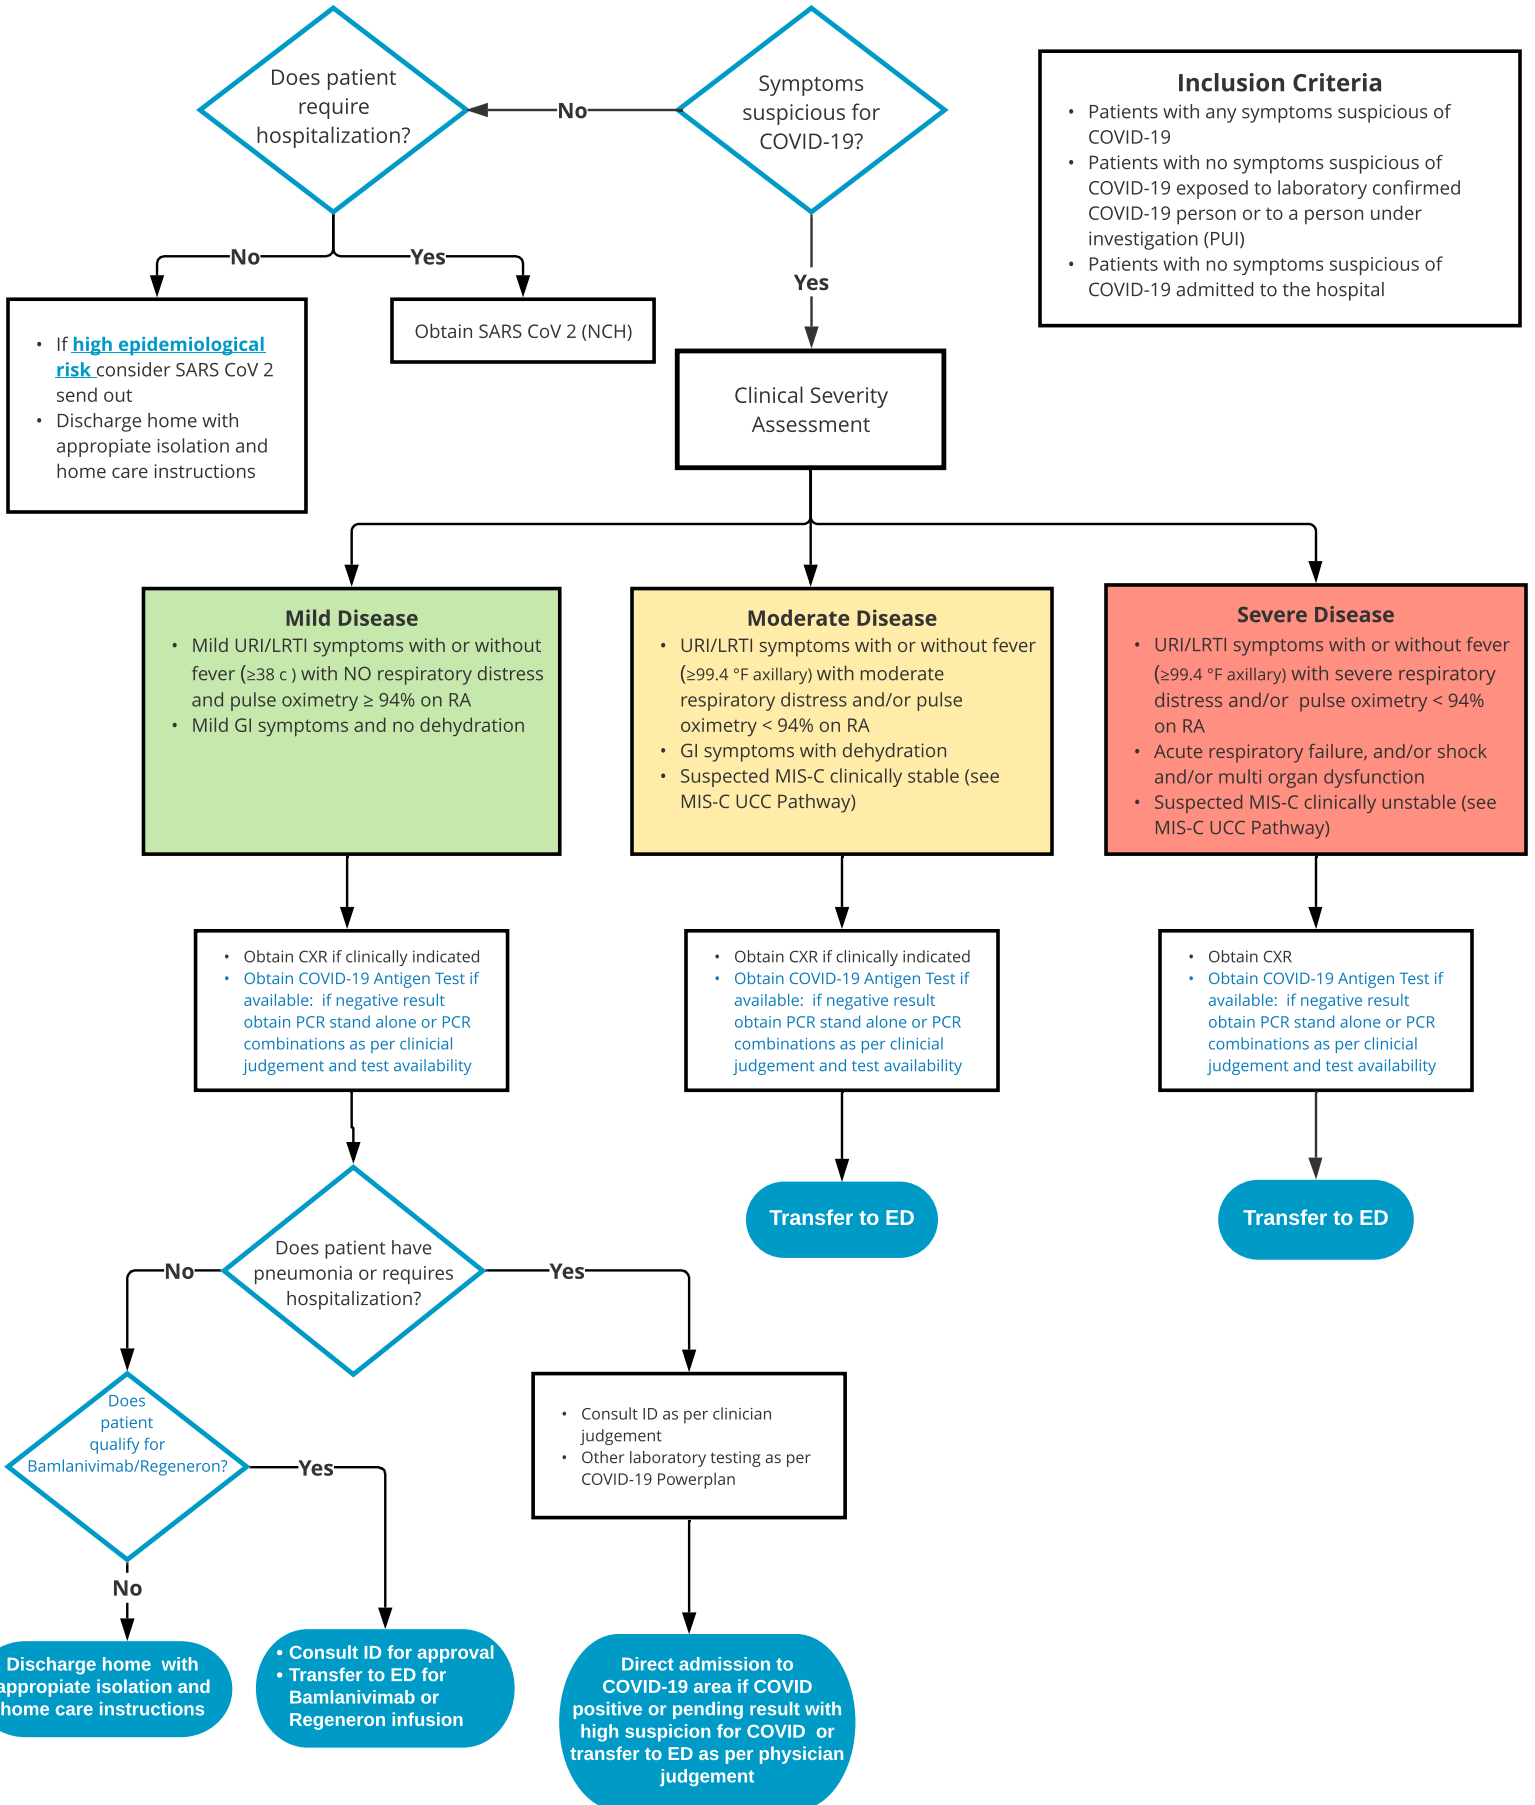 Does patient
require
hospitalization?
No
Symptoms
suspicious for
COVID-19?
Inclusion Criteria
• Patients with any symptoms suspicious of
COVID-19
• Patients with no symptoms suspicious of
COVID-19 exposed to laboratory confirmed
COVID-19 person or to a person under
investigation (PUI)
• Patients with no symptoms suspicious of
COVID-19 admitted to the hospital
No
Yes
Yes
• If high epidemiological
risk consider SARS CoV 2
send out
• Discharge home with
appropiate isolation and
home care instructions
Obtain SARS CoV 2 (NCH)
Clinical Severity
Assessment
Mild Disease
• Mild URI/LRTI symptoms with or without
fever (≥38 c ) with NO respiratory distress
and pulse oximetry ≥ 94% on RA
• Mild GI symptoms and no dehydration
Moderate Disease
• URI/LRTI symptoms with or without fever
(≥99.4 °F axillary) with moderate
respiratory distress and/or pulse
oximetry < 94% on RA
• GI symptoms with dehydration
• Suspected MIS-C clinically stable (see
MIS-C UCC Pathway)
Severe Disease
• URI/LRTI symptoms with or without fever
(≥99.4 °F axillary) with severe respiratory
distress and/or pulse oximetry < 94%
on RA
• Acute respiratory failure, and/or shock
and/or multi organ dysfunction
• Suspected MIS-C clinically unstable (see
MIS-C UCC Pathway)
• Obtain CXR if clinically indicated
• Obtain COVID-19 Antigen Test if
available: if negative result
obtain PCR stand alone or PCR
combinations as per clinicial
judgement and test availability
• Obtain CXR if clinically indicated
• Obtain COVID-19 Antigen Test if
available: if negative result
obtain PCR stand alone or PCR
combinations as per clinicial
judgement and test availability
• Obtain CXR
• Obtain COVID-19 Antigen Test if
available: if negative result
obtain PCR stand alone or PCR
combinations as per clinicial
judgement and test availability
Transfer to ED
Transfer to ED
Does patient have
pneumonia or requires
hospitalization?
No
Yes
Does
patient
qualify for
Bamlanivimab/Regeneron?
Yes
No
• Consult ID as per clinician
judgement
• Other laboratory testing as per
COVID-19 Powerplan
Discharge home with
appropiate isolation and
home care instructions
• Consult ID for approval
• Transfer to ED for
Bamlanivimab or
Regeneron infusion
Direct admission to
COVID-19 area if COVID
positive or pending result with
high suspicion for COVID or
transfer to ED as per physician
judgement